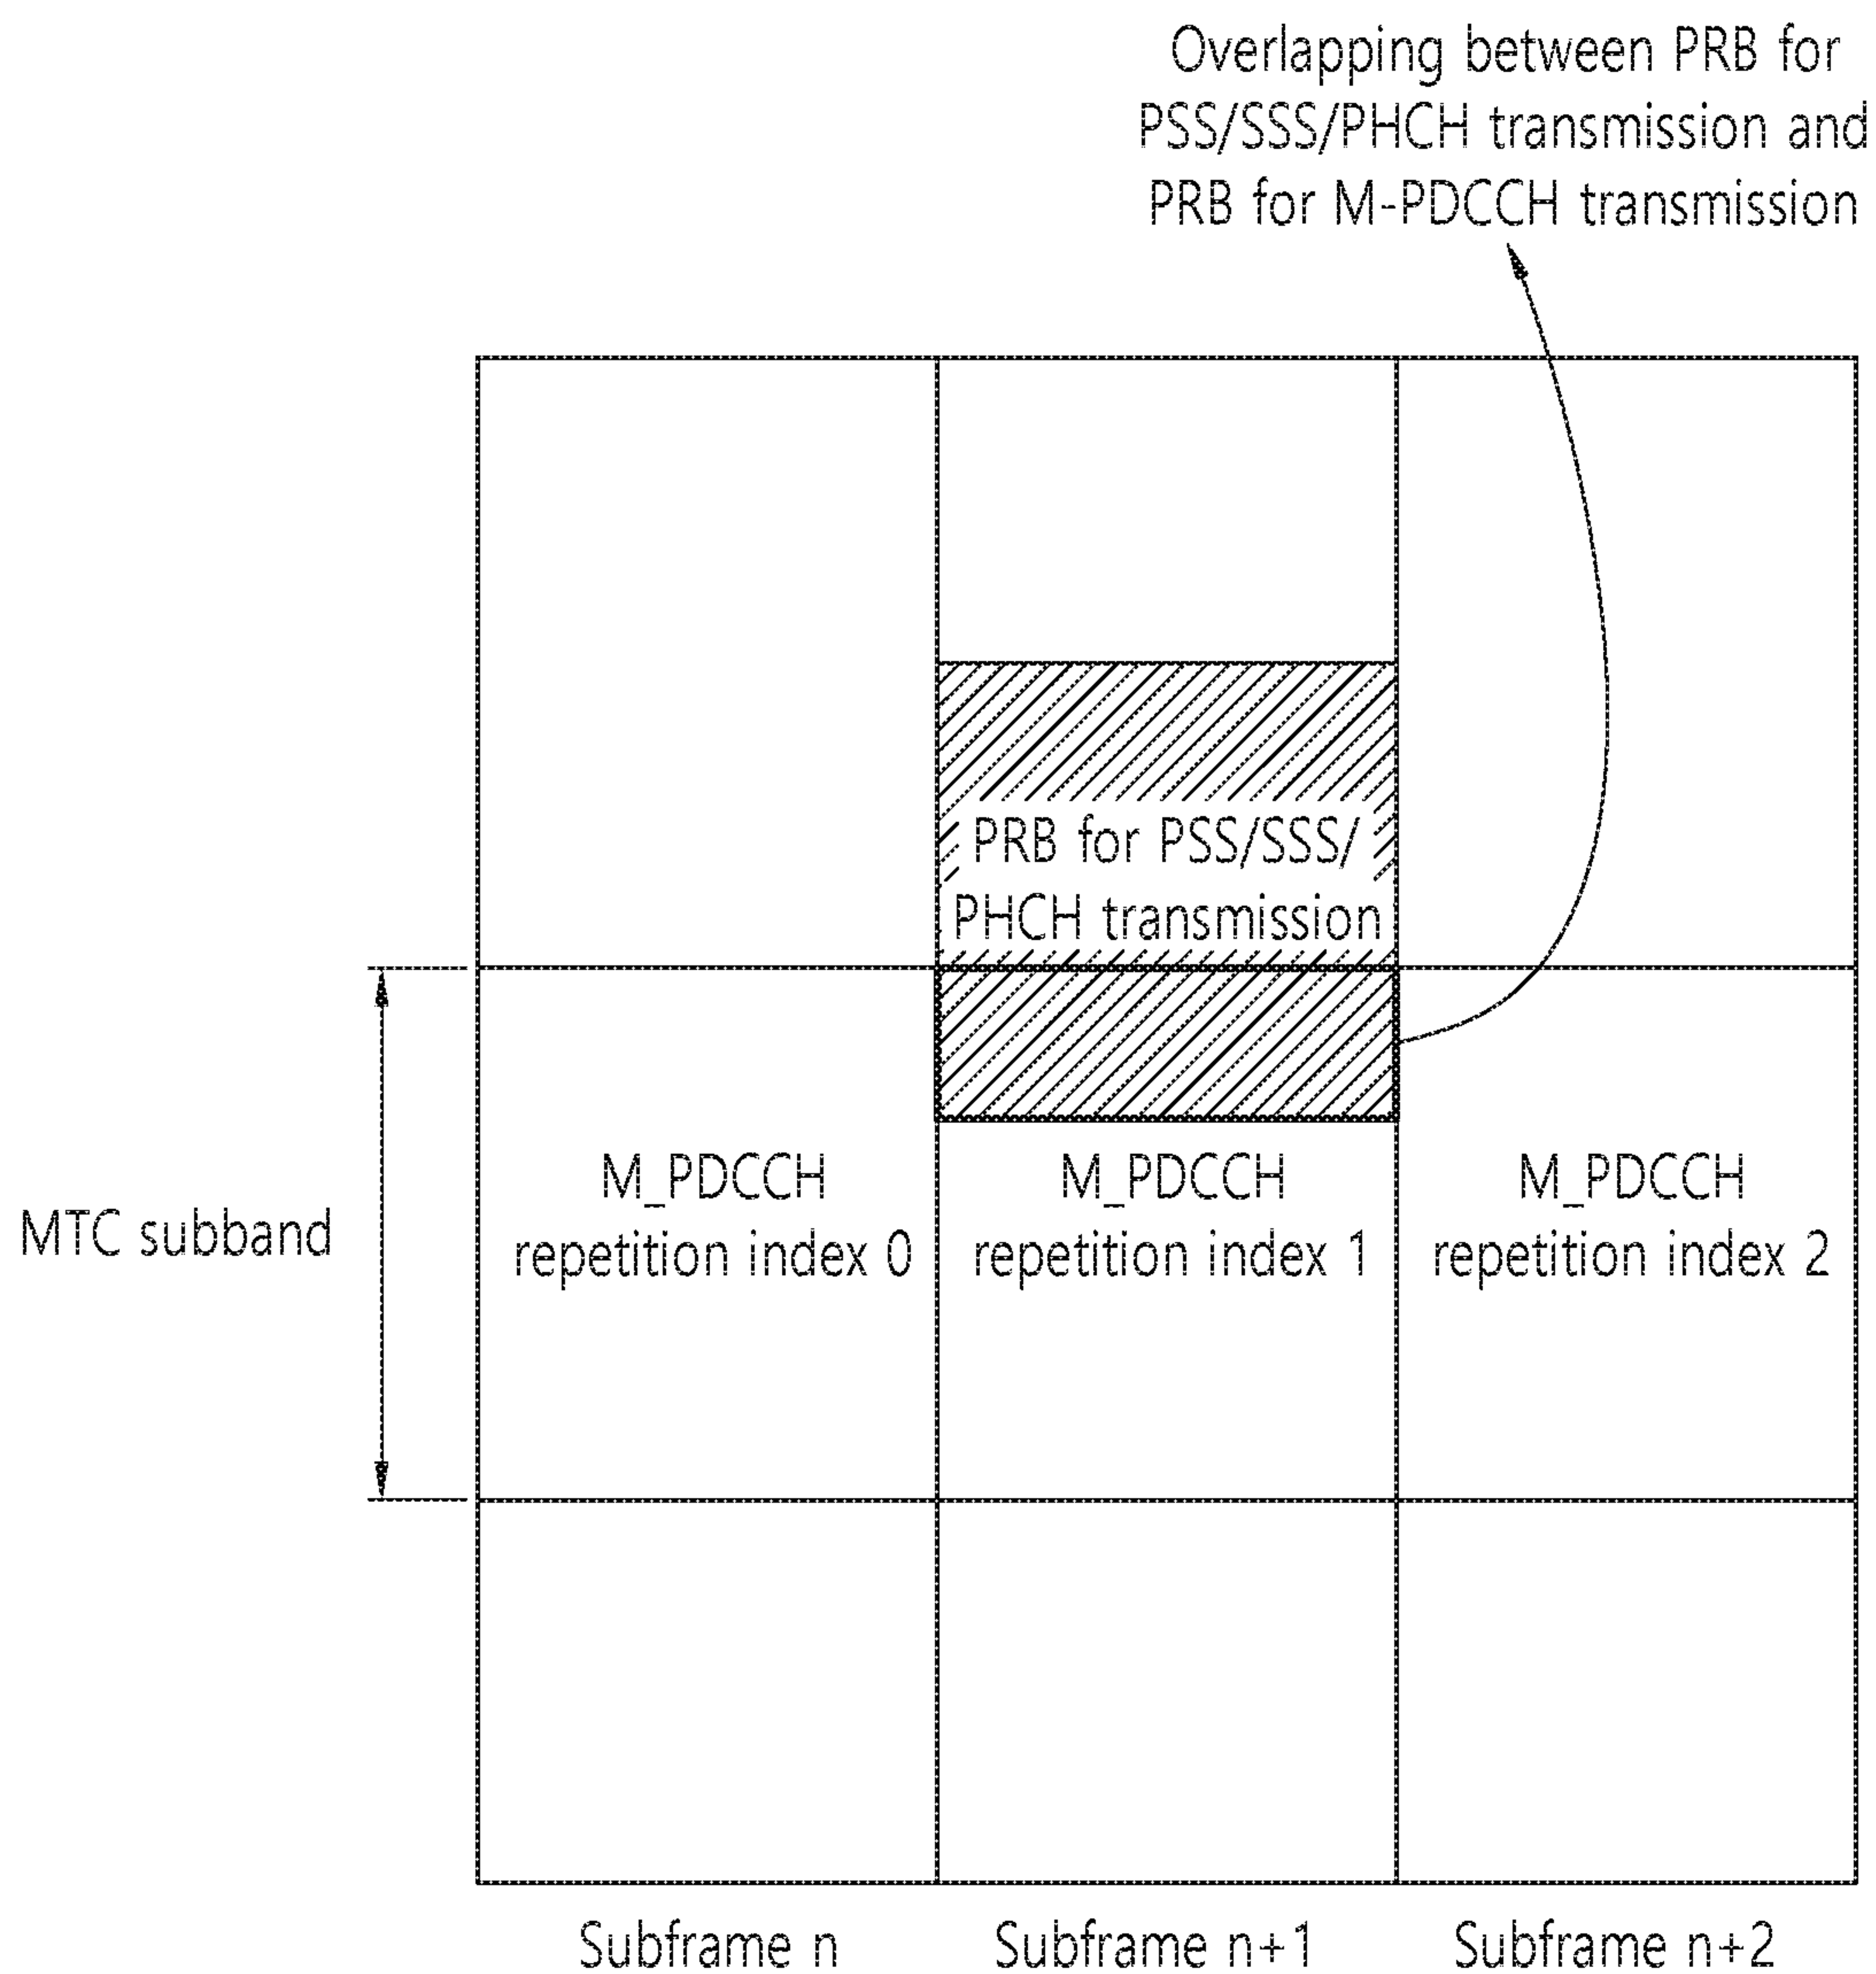 Overlapping between PRB for
PSS/SSS/PHCH transmission and
PRB for M-PDCCH transmission
PRB for PSS/SSS/
PHCH transmission
MTC subband
M_PDCCH
repetition index 0
M_PDCCH
repetition index 1
M_PDCCH
repetition index 2
Subframe n
Subframe n+1
Subframe n+2